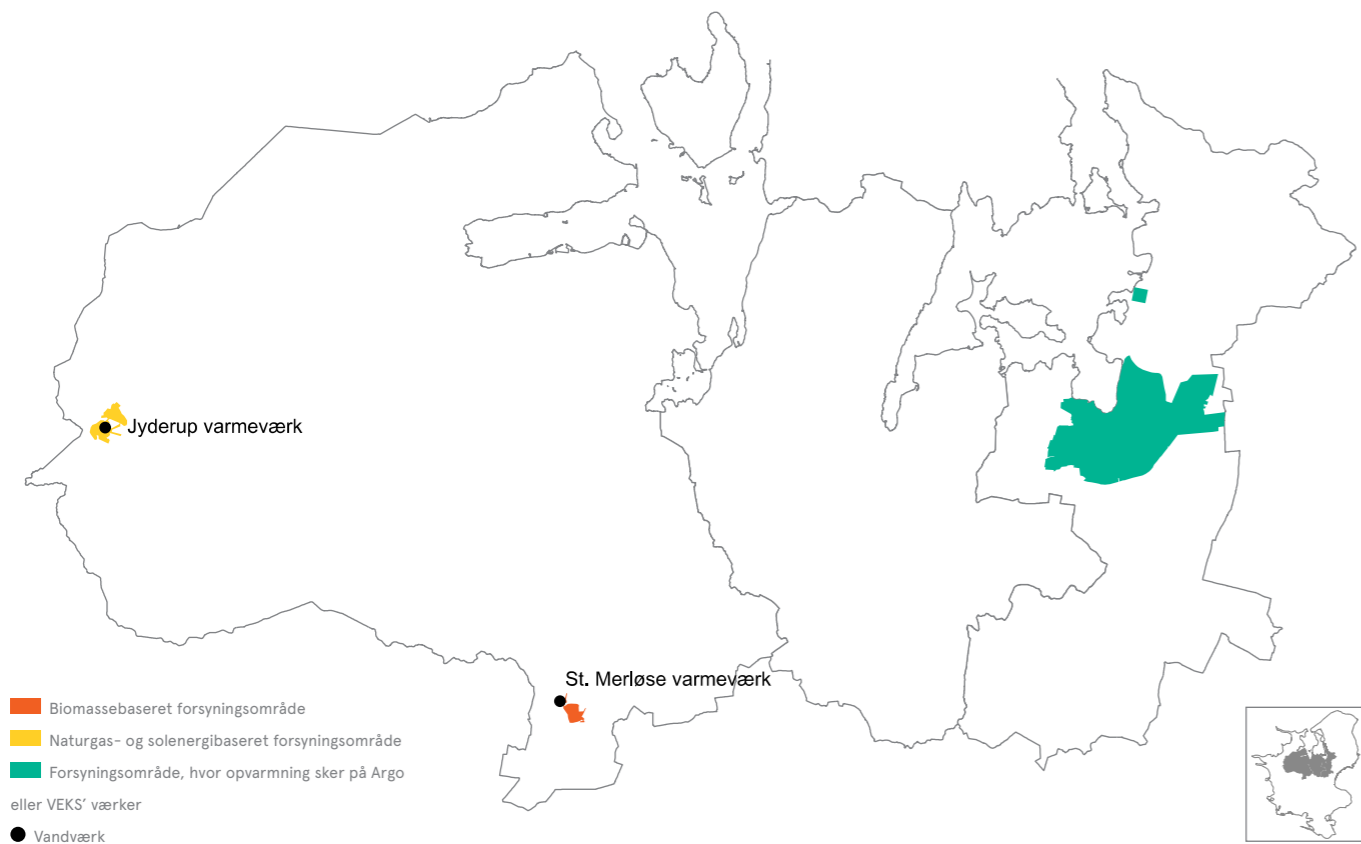 Jyderup varmeværk
St. Merløse varmeværk
Biomassebaseret forsyningsområde
Naturgas- og solenergibaseret forsyningsområde
Forsyningsområde, hvor opvarmning sker på Argo
eller VEKS’ værker
Vandværk